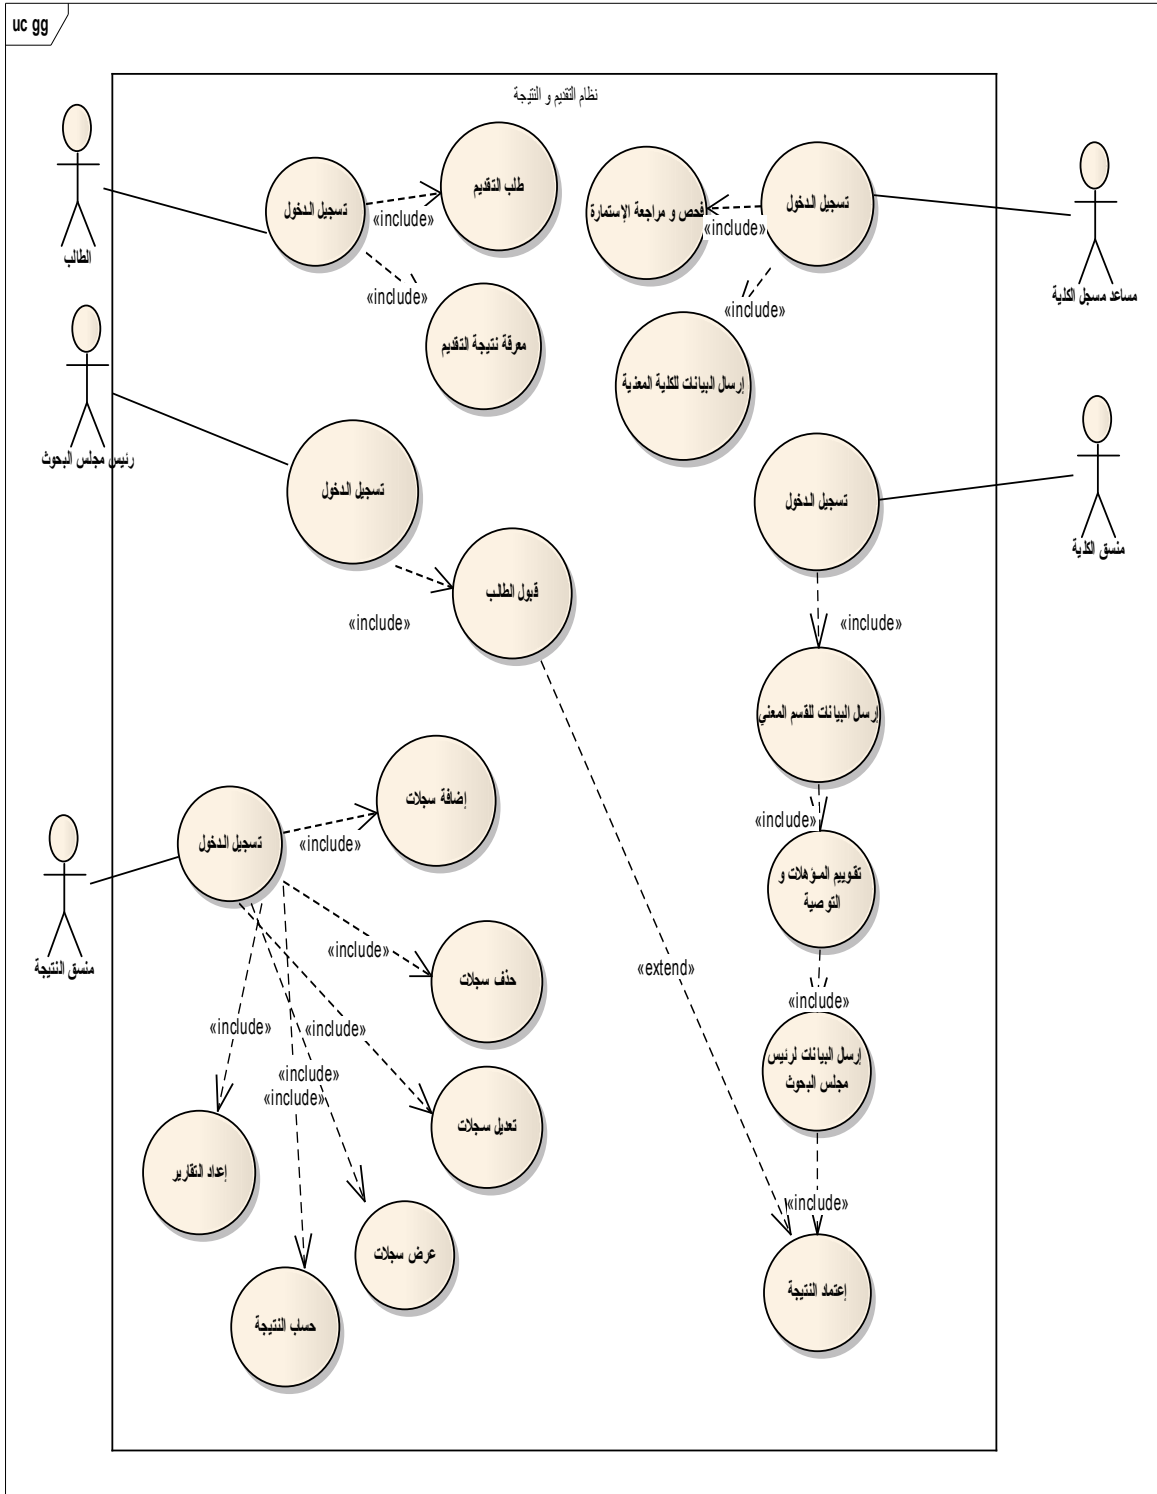 uc gg
نظام التقديم و النتيجة
الطالب
تسجيل الدخول
«include»
طلب التقديم
«include»
معرفة نتيجة التقديم
فحص و مراجعة الإستمارة
«include»
تسجيل الدخول
«include»
إرسال البيانات للكلية المعنية
مساعد مسجل الكلية
رئيس مجلس البحوث
تسجيل الدخول
«include»
قبول الطالب
تسجيل الدخول
منسق الكلية
«include»
إرسال البيانات للقسم المعني
«include»
تقوييم المؤهلات و
التوصية
«include»
إرسال البيانات لرئيس
مجلس البحوث
«include»
إعتماد النتيجة
«extend»
منسق النتيجة
تسجيل الدخول
«include»
إضافة سجلات
«include»
حذف سجلات
«include»
«include»
تعديل سجلات
«include»
«include»
إعداد التقارير
عرض سجلات
حساب النتيجة